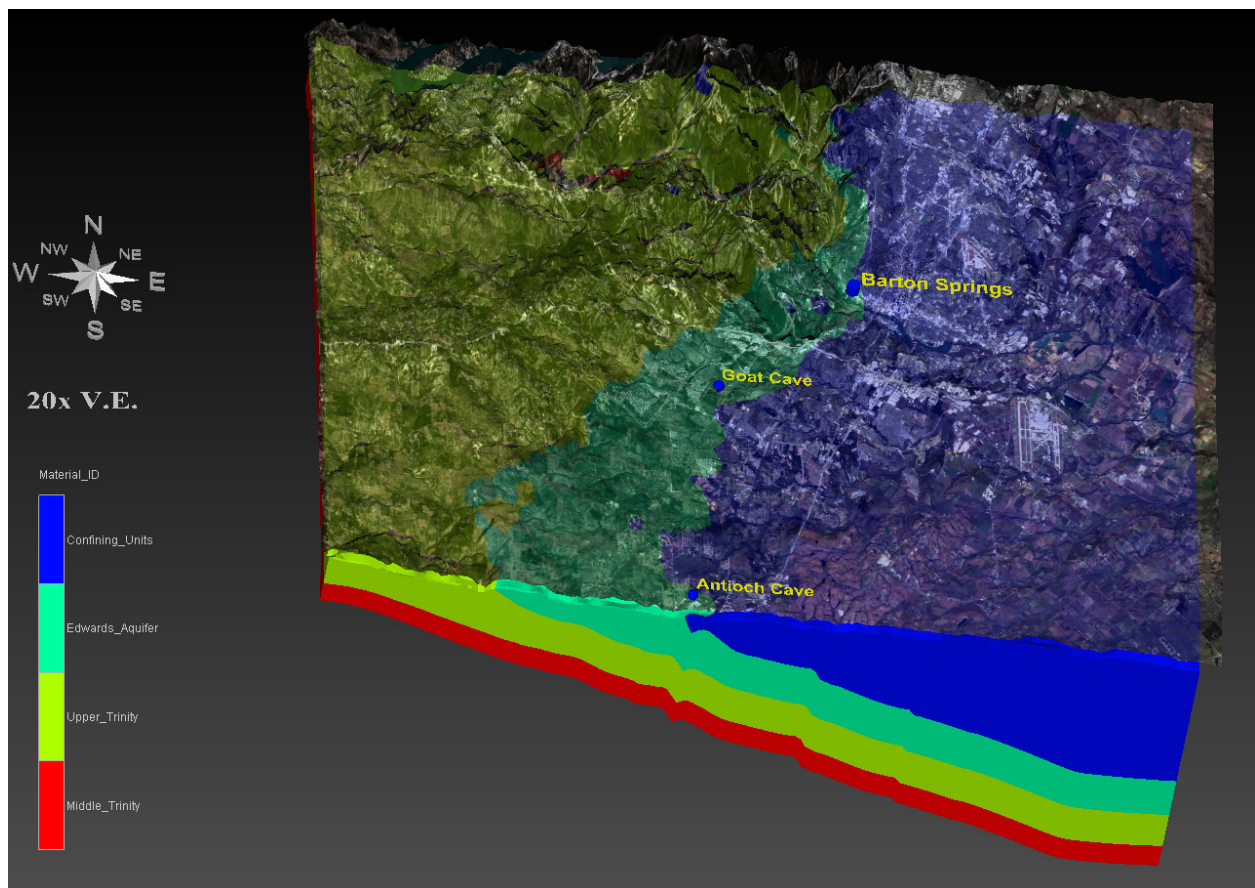 N
NW NE
W E
SW SE
S
20x V.E.
Material_ID
Confining_Units
Edwards_Aquifer
Upper_Trinity
Middle_Trinity
Barton Springs
Goat Cave
Antioch Cave